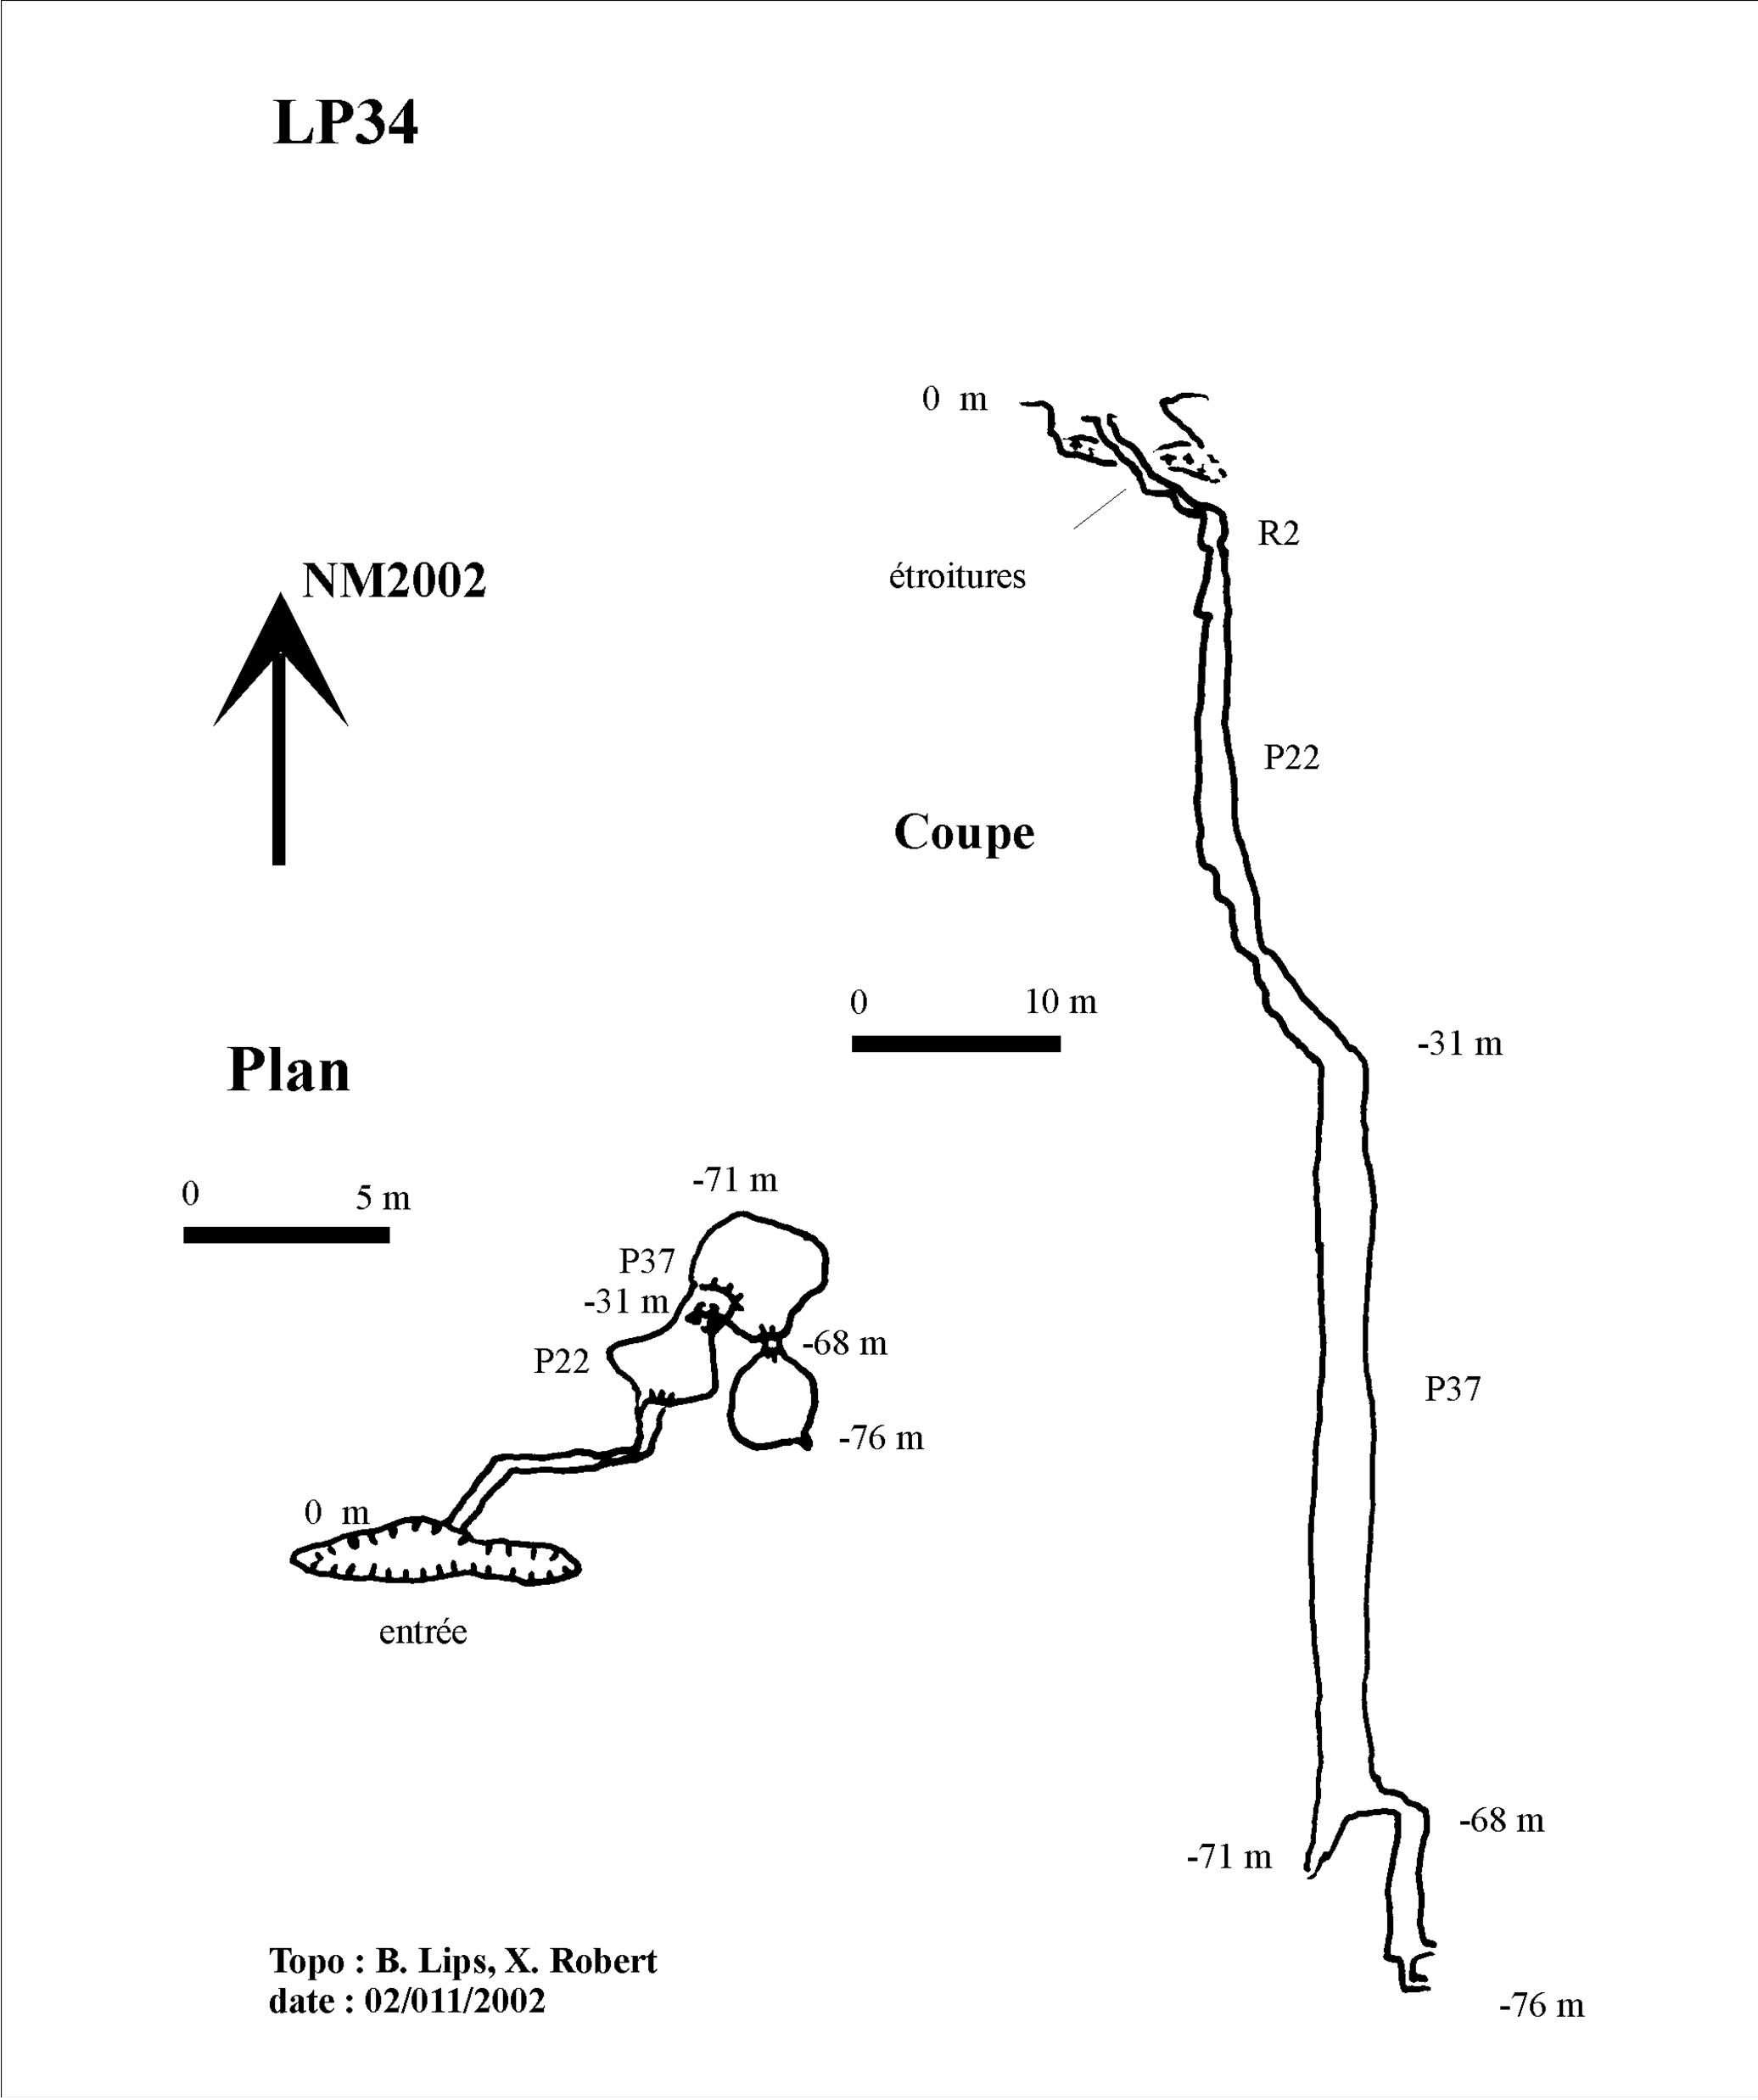 LP34
0 m
R2
étroitures
NM2002
P22
Coupe
0 10 m
-31 m
Plan
0 5 m
-71 m
P37
-31 m
-68 m
P22
P37
-76 m
0 m
entrée
-68 m
-71 m
Topo : B. Lips, X. Robert
date : 02/011/2002
-76 m